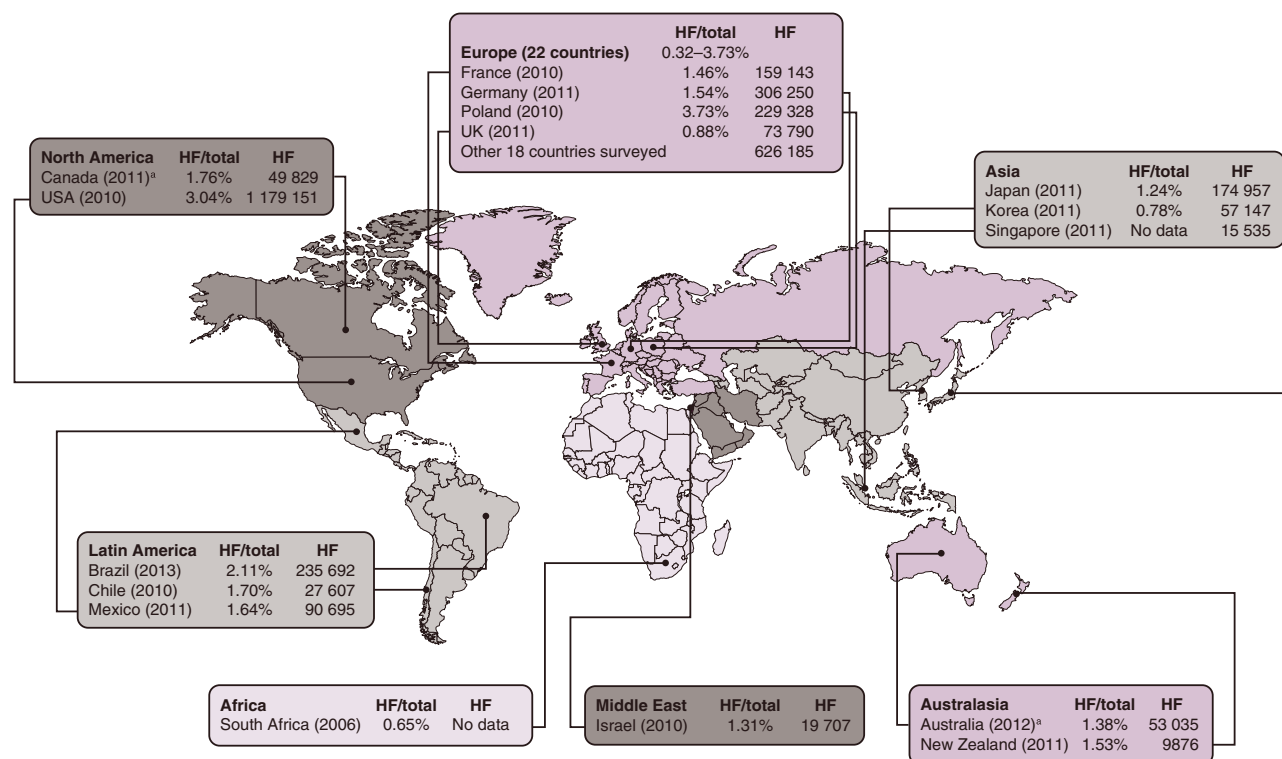 HF/total HF
Europe (22 countries) 0.32–3.73%
France (2010) 1.46% 159 143
Germany (2011) 1.54% 306 250
Poland (2010) 3.73% 229 328
UK (2011) 0.88% 73 790
Other 18 countries surveyed 626 185
North America HF/total HF
Canada (2011)ᵃ 1.76% 49 829
USA (2010) 3.04% 1 179 151
Asia HF/total HF
Japan (2011) 1.24% 174 957
Korea (2011) 0.78% 57 147
Singapore (2011) No data 15 535
Latin America HF/total HF
Brazil (2013) 2.11% 235 692
Chile (2010) 1.70% 27 607
Mexico (2011) 1.64% 90 695
Africa HF/total HF
South Africa (2006) 0.65% No data
Middle East HF/total HF
Israel (2010) 1.31% 19 707
Australasia HF/total HF
Australia (2012)ᵃ 1.38% 53 035
New Zealand (2011) 1.53% 9876